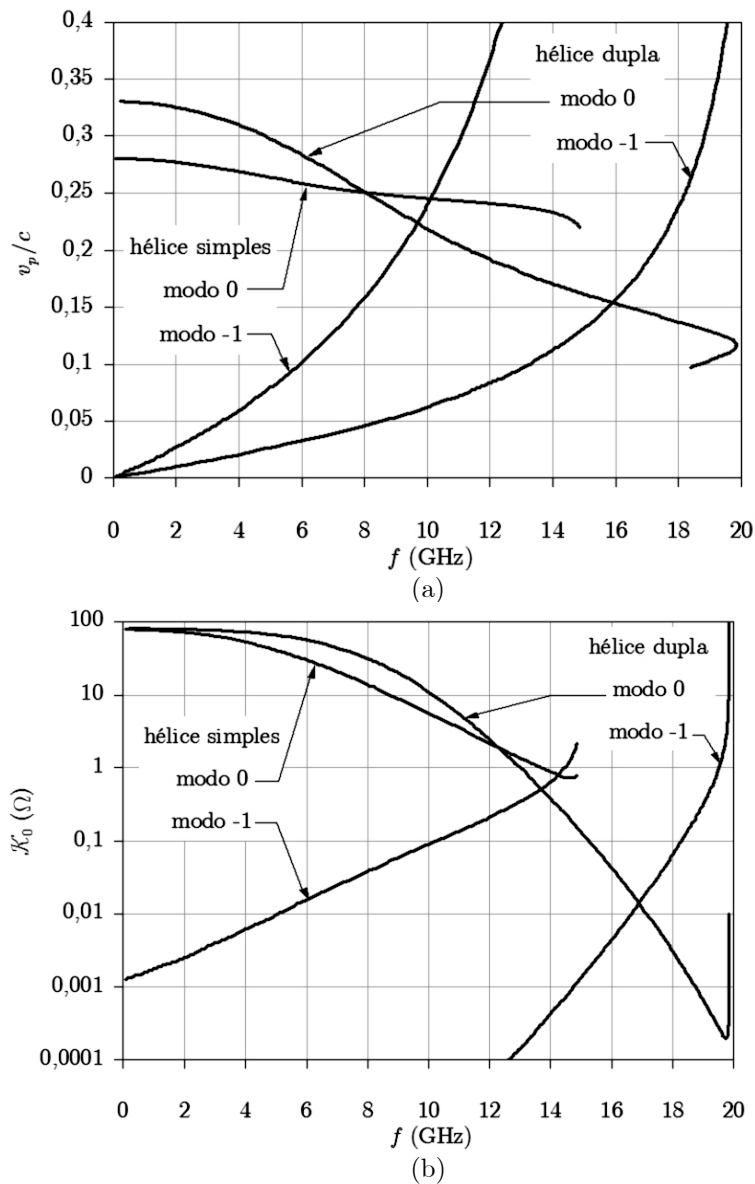 0,4
0,35
0,3
0,25
0,2
0,15
0,1
0,05
0
v_p/c
hélice dupla
modo 0
modo -1
hélice simples
modo 0
modo -1
0 2 4 6 8 10 12 14 16 18 20
f (GHz)
(a)
100
10
1
0,1
0,01
0,001
0,0001
𝒦_0 (Ω)
hélice dupla
modo 0
modo -1
hélice simples
modo 0
modo -1
0 2 4 6 8 10 12 14 16 18 20
f (GHz)
(b)